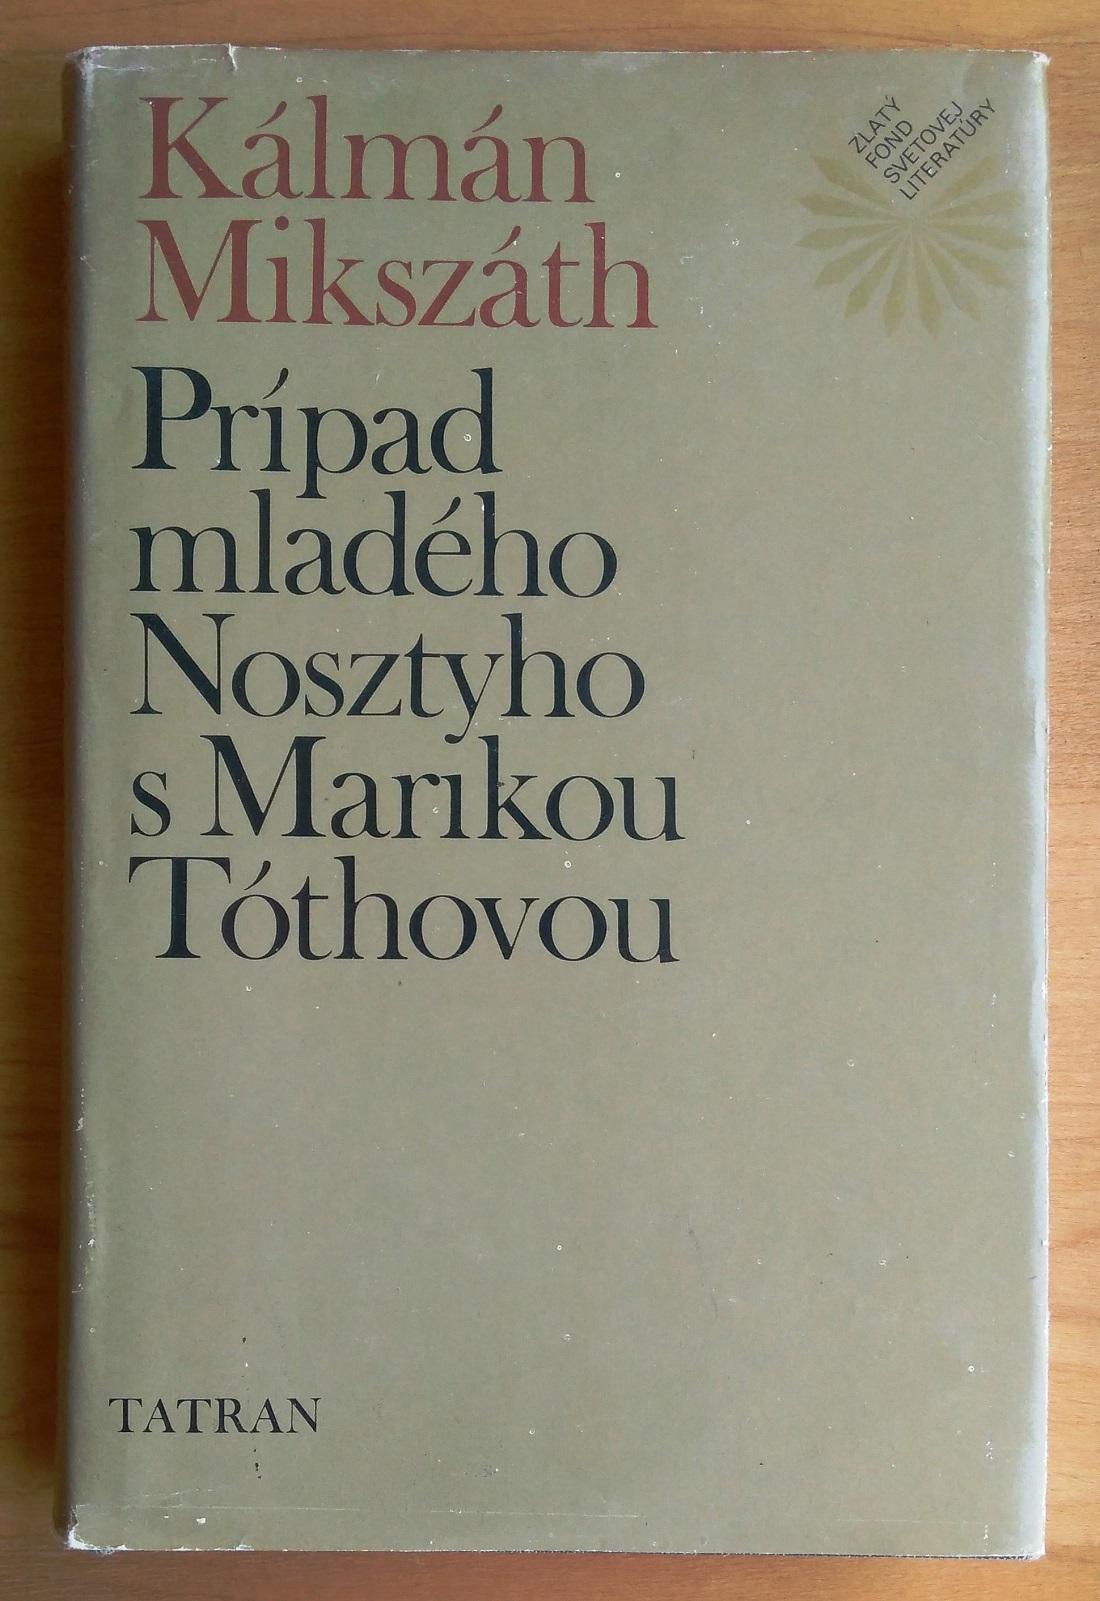 Kálmán
Mikszáth
ZLATÝ
FOND
SVETOVEJ
LITERATÚRY
Prípad
mladého
Nosztyho
s Marikou
Tóthovou
TATRAN